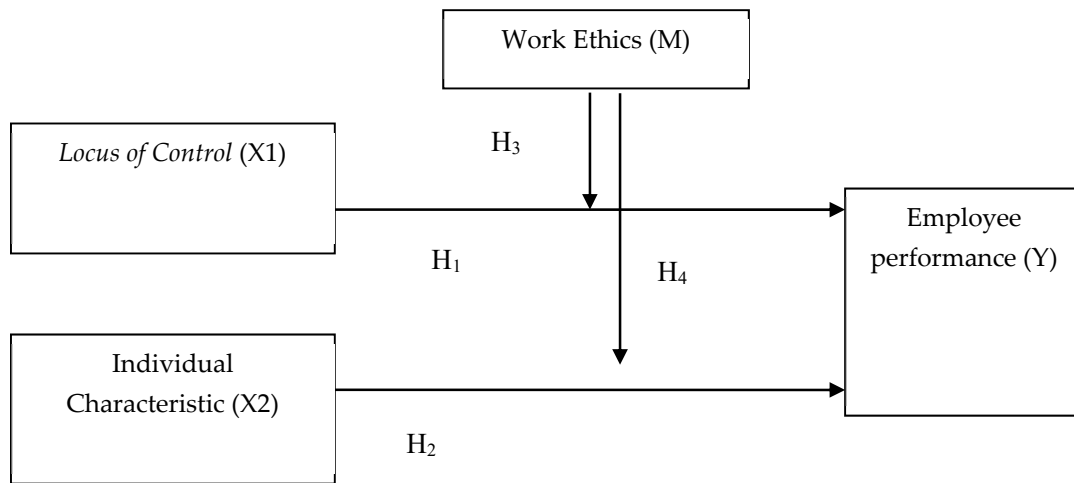 Work Ethics (M)
Locus of Control (X1)
H₃
Employee
performance (Y)
H₁
H₄
Individual
Characteristic (X2)
H₂